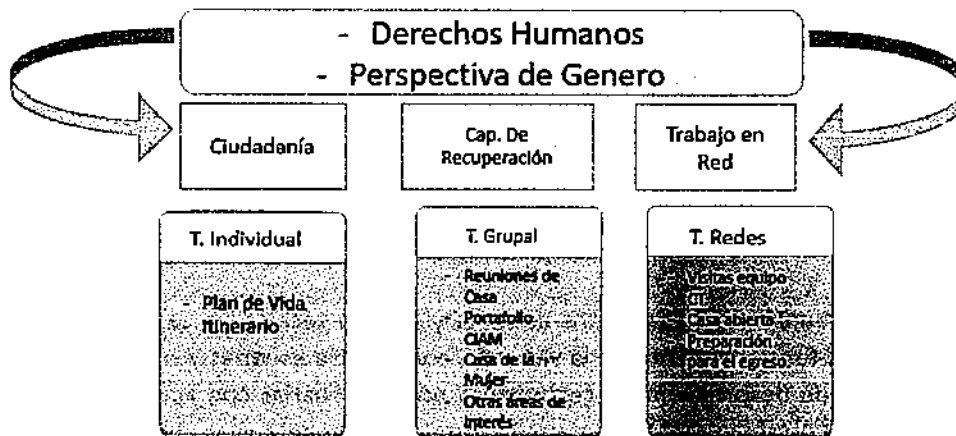 - Derechos Humanos
- Perspectiva de Genero
Ciudadanía
Cap. De
Recuperación
Trabajo en
Red
T. Individual
- Plan de Vida
- Itinerario
T. Grupal
- Reuniones de
Casa
- Portafolio
CIAM
- Casa de la
Mujer
- Otras áreas de
interés
T. Redes
Visitas equipo
Casa abierta
Preparación
para el egreso